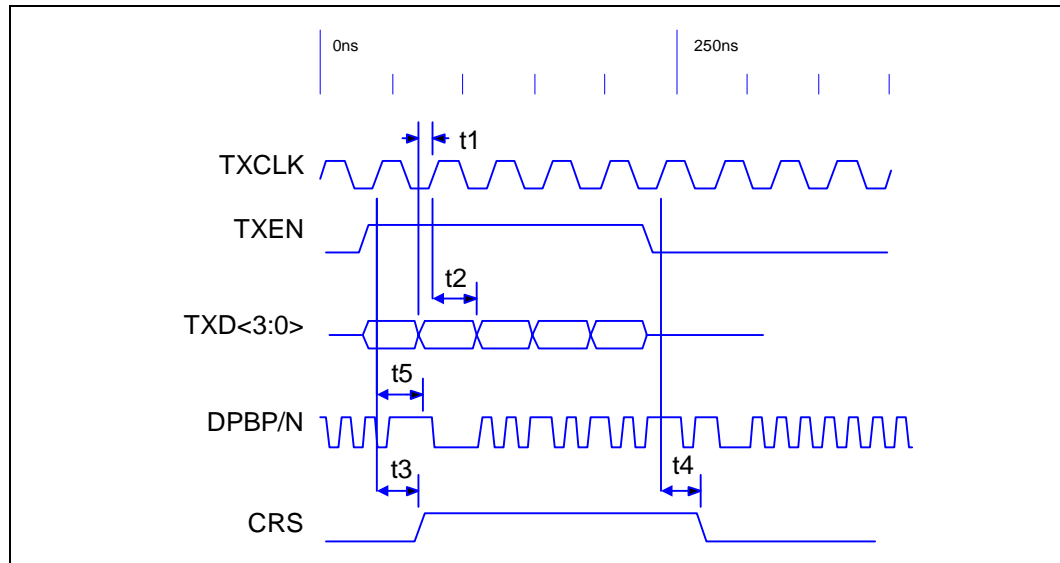 0ns 250ns
t1
TXCLK
TXEN
t2
TXD<3:0>
t5
DPBP/N
t3 t4
CRS